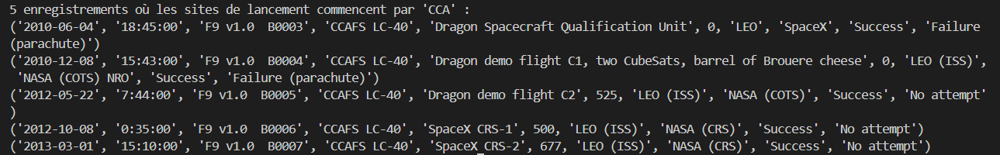 5 enregistrements où les sites de lancement commencent par 'CCA' :
('2010-06-04', '18:45:00', 'F9 v1.0  B0003', 'CCAFS LC-40', 'Dragon Spacecraft Qualification Unit', 0, 'LEO', 'SpaceX', 'Success', 'Failure
(parachute)')
('2010-12-08', '15:43:00', 'F9 v1.0  B0004', 'CCAFS LC-40', 'Dragon demo flight C1, two CubeSats, barrel of Brouere cheese', 0, 'LEO (ISS)',
 'NASA (COTS) NRO', 'Success', 'Failure (parachute)')
('2012-05-22', '7:44:00', 'F9 v1.0  B0005', 'CCAFS LC-40', 'Dragon demo flight C2', 525, 'LEO (ISS)', 'NASA (COTS)', 'Success', 'No attempt'
)
('2012-10-08', '0:35:00', 'F9 v1.0  B0006', 'CCAFS LC-40', 'SpaceX CRS-1', 500, 'LEO (ISS)', 'NASA (CRS)', 'Success', 'No attempt')
('2013-03-01', '15:10:00', 'F9 v1.0  B0007', 'CCAFS LC-40', 'SpaceX CRS-2', 677, 'LEO (ISS)', 'NASA (CRS)', 'Success', 'No attempt')